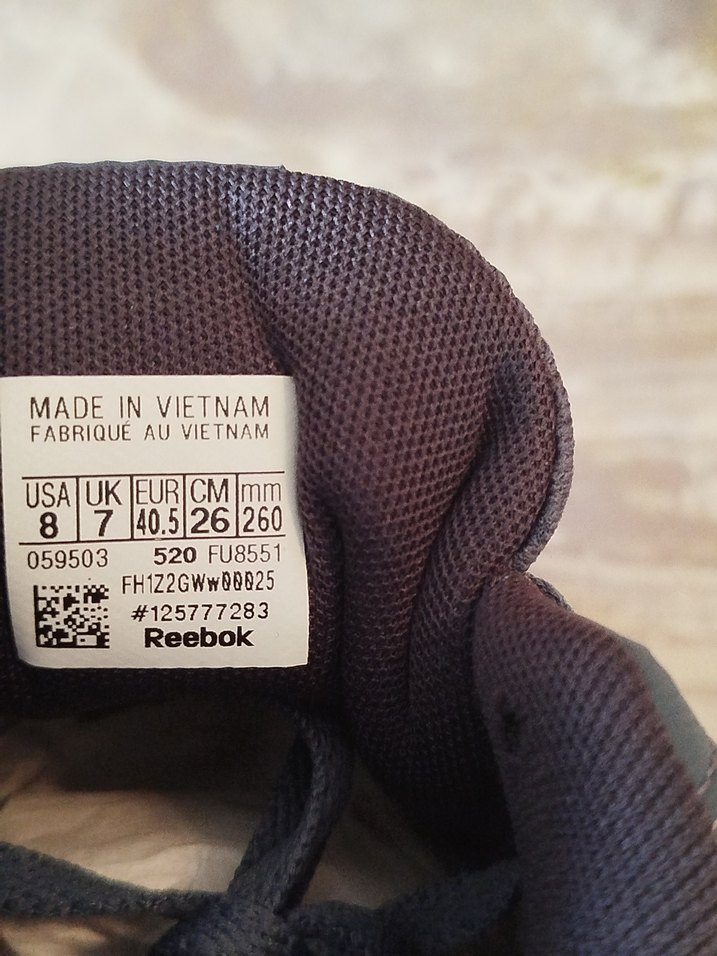 MADE IN VIETNAM
FABRIQUÉ AU VIETNAM
USA UK EUR CM mm
8 7 40.5 26 260
059503 520 FU8551
FH1Z2GWw00025
#125777283
Reebok